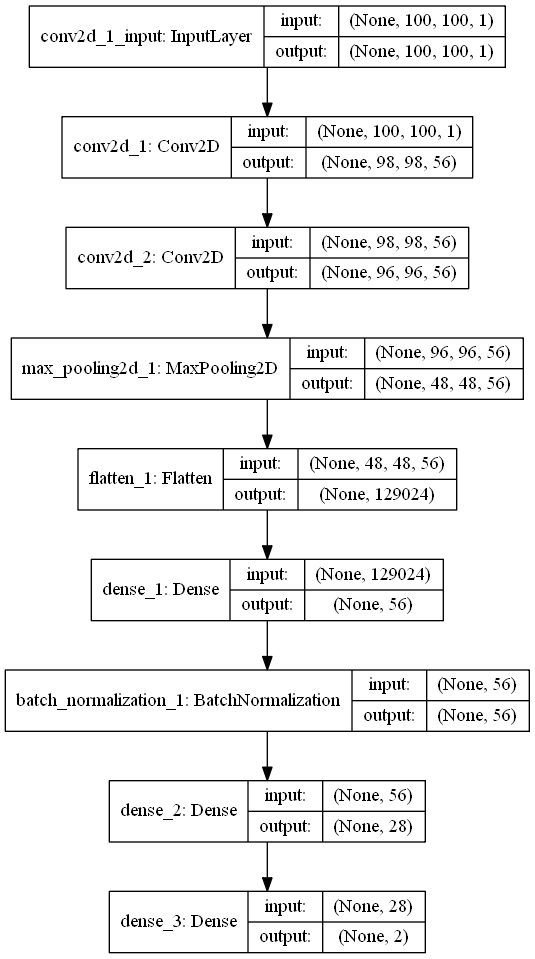 conv2d_1_input: InputLayer
input: (None, 100, 100, 1)
output: (None, 100, 100, 1)
conv2d_1: Conv2D
input: (None, 100, 100, 1)
output: (None, 98, 98, 56)
conv2d_2: Conv2D
input: (None, 98, 98, 56)
output: (None, 96, 96, 56)
max_pooling2d_1: MaxPooling2D
input: (None, 96, 96, 56)
output: (None, 48, 48, 56)
flatten_1: Flatten
input: (None, 48, 48, 56)
output: (None, 129024)
dense_1: Dense
input: (None, 129024)
output: (None, 56)
batch_normalization_1: BatchNormalization
input: (None, 56)
output: (None, 56)
dense_2: Dense
input: (None, 56)
output: (None, 28)
dense_3: Dense
input: (None, 28)
output: (None, 2)